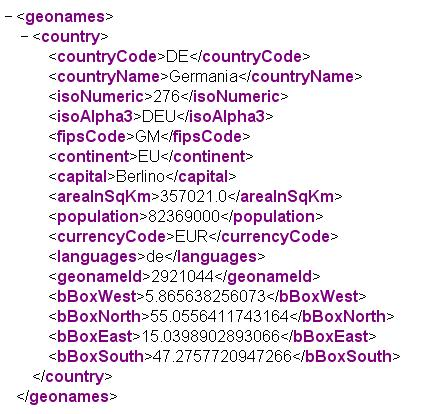 − <geonames>
− <country>
<countryCode>DE</countryCode>
<countryName>Germania</countryName>
<isoNumeric>276</isoNumeric>
<isoAlpha3>DEU</isoAlpha3>
<fipsCode>GM</fipsCode>
<continent>EU</continent>
<capital>Berlino</capital>
<areaInSqKm>357021.0</areaInSqKm>
<population>82369000</population>
<currencyCode>EUR</currencyCode>
<languages>de</languages>
<geonameId>2921044</geonameId>
<bBoxWest>5.865638256073</bBoxWest>
<bBoxNorth>55.0556411743164</bBoxNorth>
<bBoxEast>15.0398902893066</bBoxEast>
<bBoxSouth>47.2757720947266</bBoxSouth>
</country>
</geonames>